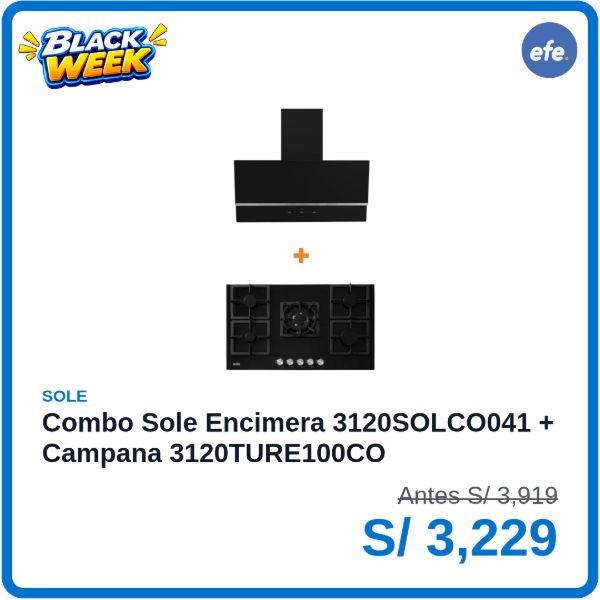 BLACK
WEEK
efe.
SOLE
Combo Sole Encimera 3120SOLCO041 +
Campana 3120TURE100CO
Antes S/ 3,919
S/ 3,229